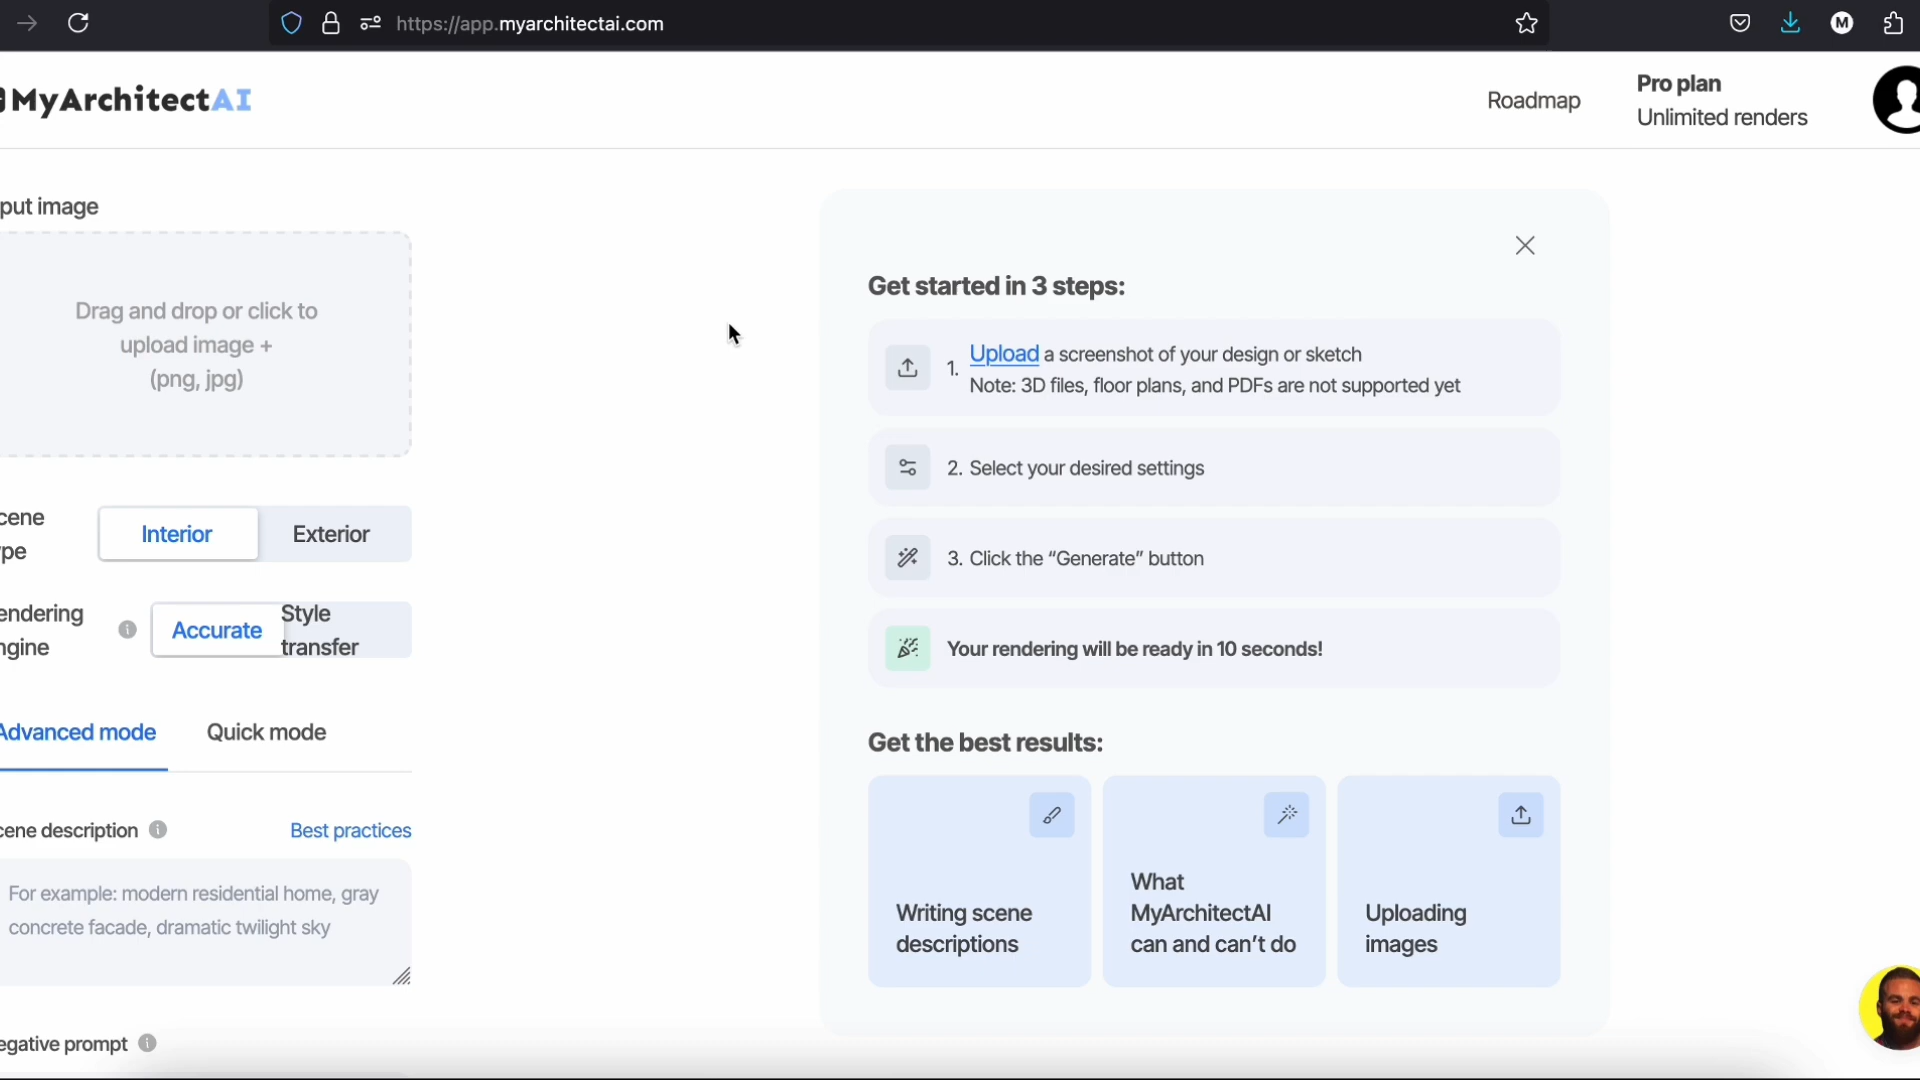 https://app.myarchitectai.com
M
MyArchitectAI
Roadmap
Pro plan
Unlimited renders
put image
Drag and drop or click to
upload image +
(png, jpg)
cene
ype
Interior
Exterior
endering
ngine
Accurate
Style
transfer
Advanced mode
Quick mode
cene description
Best practices
For example: modern residential home, gray
concrete facade, dramatic twilight sky
egative prompt
Get started in 3 steps:
1. Upload a screenshot of your design or sketch
Note: 3D files, floor plans, and PDFs are not supported yet
2. Select your desired settings
3. Click the “Generate” button
Your rendering will be ready in 10 seconds!
Get the best results:
Writing scene
descriptions
What
MyArchitectAI
can and can’t do
Uploading
images